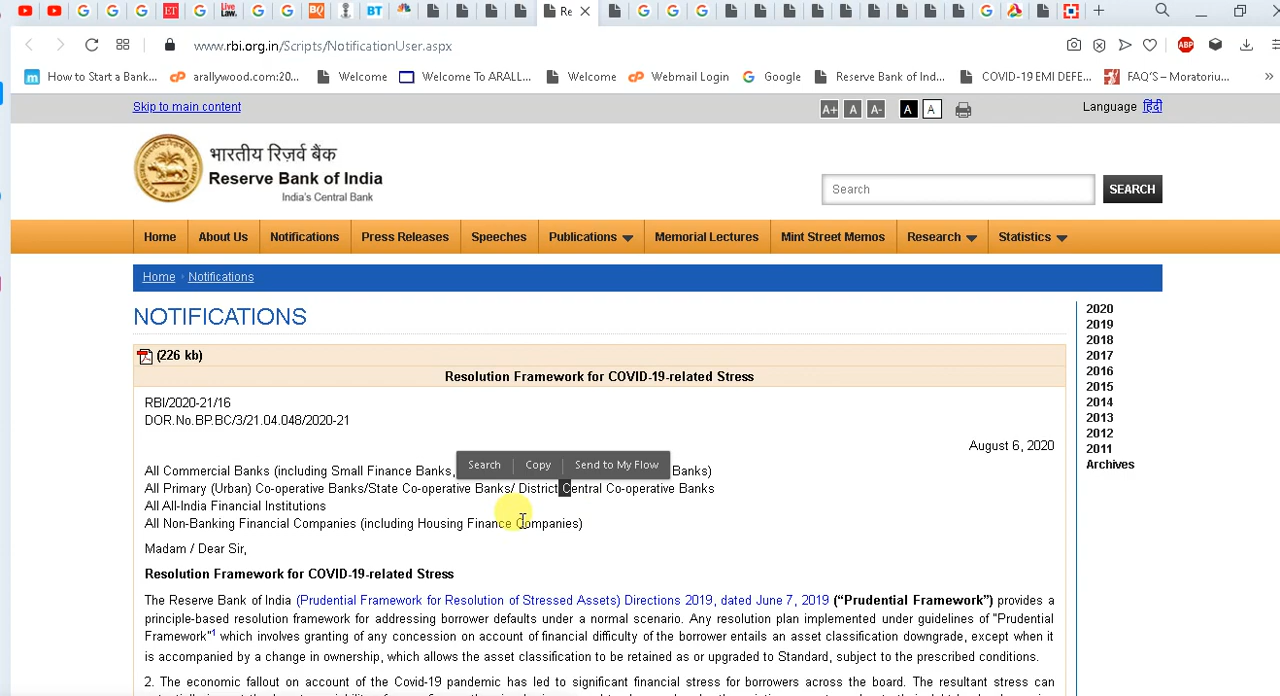 Re
www.rbi.org.in/Scripts/NotificationUser.aspx
How to Start a Bank... arallywood.com:20... Welcome Welcome To ARALL... Welcome Webmail Login Google Reserve Bank of Ind... COVID-19 EMI DEFE... FAQ'S – Moratoriu... »
Skip to main content
A+ A A- A A
Language हिंदी
भारतीय रिज़र्व बैंक
Reserve Bank of India
India's Central Bank
Search SEARCH
Home About Us Notifications Press Releases Speeches Publications Memorial Lectures Mint Street Memos Research Statistics
Home Notifications
NOTIFICATIONS
(226 kb)
Resolution Framework for COVID-19-related Stress
RBI/2020-21/16
DOR.No.BP.BC/3/21.04.048/2020-21
August 6, 2020
Search Copy Send to My Flow
All Commercial Banks (including Small Finance Banks, Banks)
All Primary (Urban) Co-operative Banks/State Co-operative Banks/ District Central Co-operative Banks
All All-India Financial Institutions
All Non-Banking Financial Companies (including Housing Finance Companies)
Madam / Dear Sir,
Resolution Framework for COVID-19-related Stress
The Reserve Bank of India (Prudential Framework for Resolution of Stressed Assets) Directions 2019, dated June 7, 2019 (“Prudential Framework”) provides a
principle-based resolution framework for addressing borrower defaults under a normal scenario. Any resolution plan implemented under guidelines of "Prudential
Framework"1 which involves granting of any concession on account of financial difficulty of the borrower entails an asset classification downgrade, except when it
is accompanied by a change in ownership, which allows the asset classification to be retained as or upgraded to Standard, subject to the prescribed conditions.
2. The economic fallout on account of the Covid-19 pandemic has led to significant financial stress for borrowers across the board. The resultant stress can
2020
2019
2018
2017
2016
2015
2014
2013
2012
2011
Archives